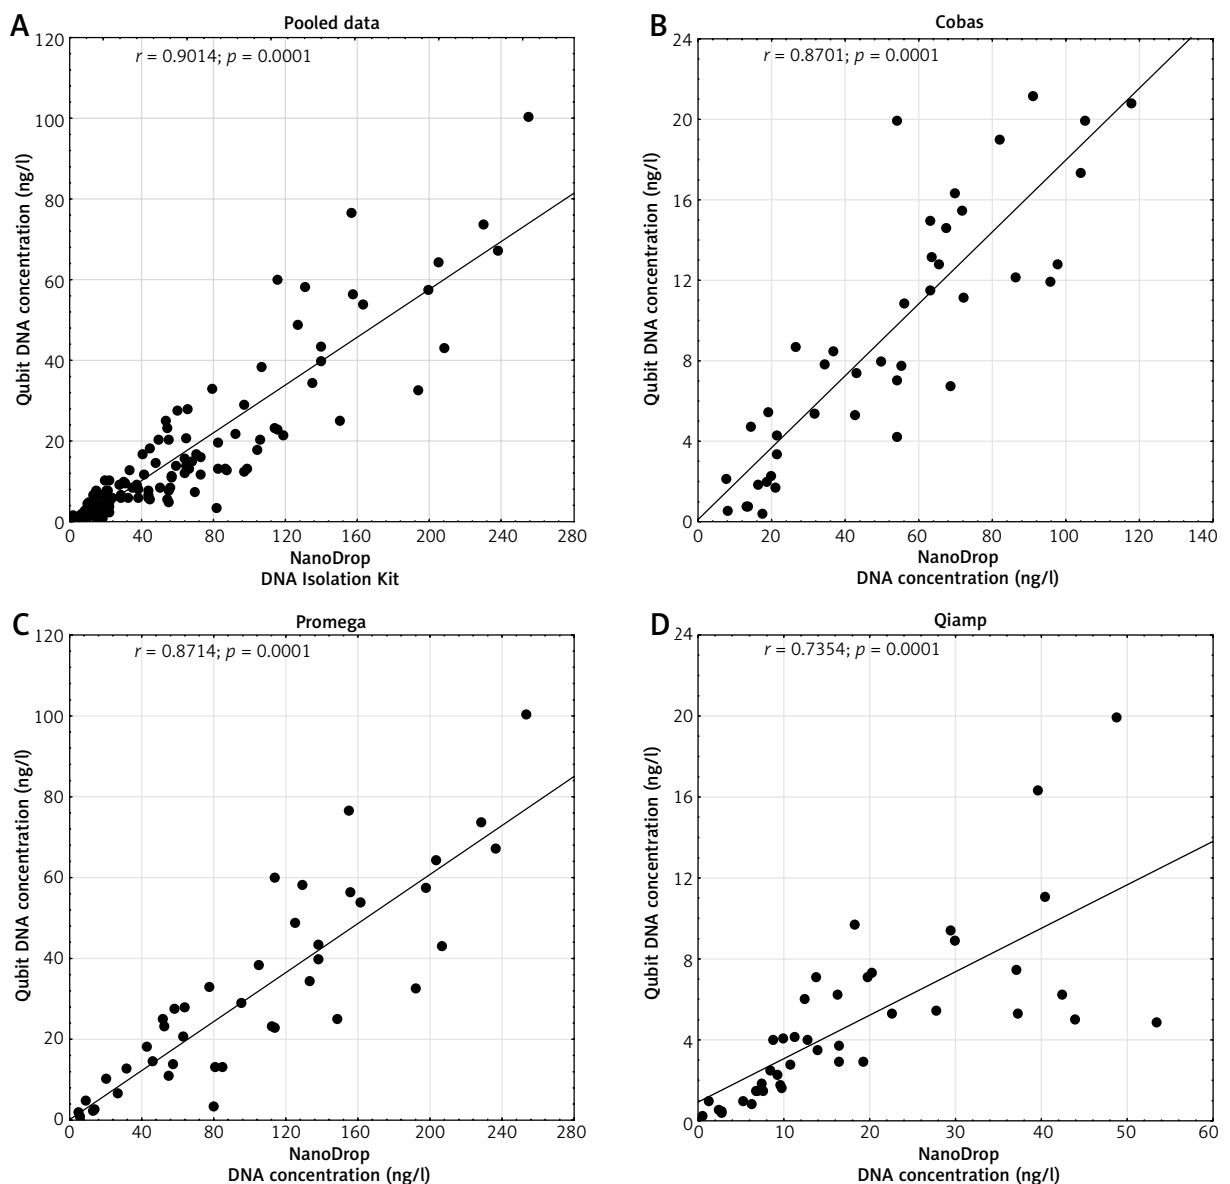 A
Pooled data
r = 0.9014; p = 0.0001
Qubit DNA concentration (ng/l)
120
100
80
60
40
20
0
0 40 80 120 160 200 240 280
NanoDrop
DNA Isolation Kit
B
Cobas
r = 0.8701; p = 0.0001
Qubit DNA concentration (ng/l)
24
20
16
12
8
4
0
0 20 40 60 80 100 120 140
NanoDrop
DNA concentration (ng/l)
C
Promega
r = 0.8714; p = 0.0001
Qubit DNA concentration (ng/l)
120
100
80
60
40
20
0
0 40 80 120 160 200 240 280
NanoDrop
DNA concentration (ng/l)
D
Qiamp
r = 0.7354; p = 0.0001
Qubit DNA concentration (ng/l)
24
20
16
12
8
4
0
0 10 20 30 40 50 60
NanoDrop
DNA concentration (ng/l)